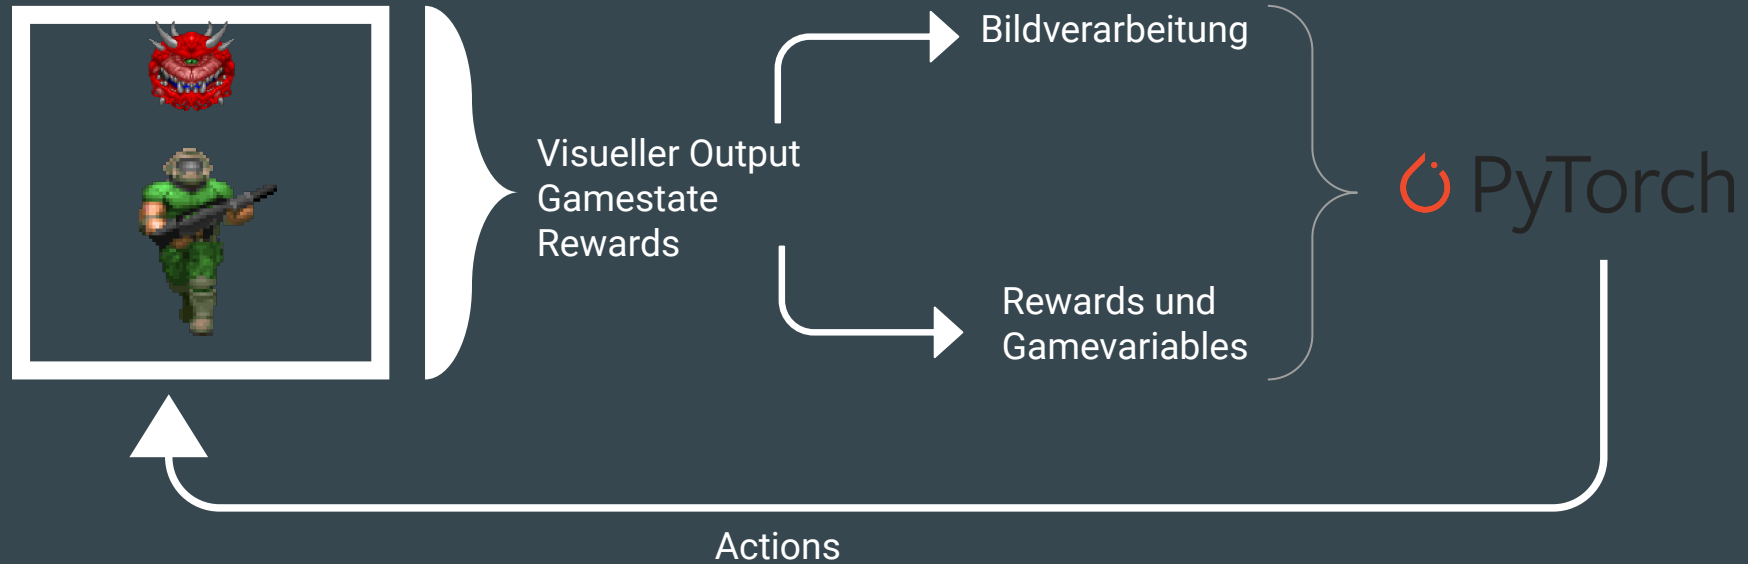 Bildverarbeitung
Visueller Output
Gamestate
Rewards
Rewards und
Gamevariables
PyTorch
Actions